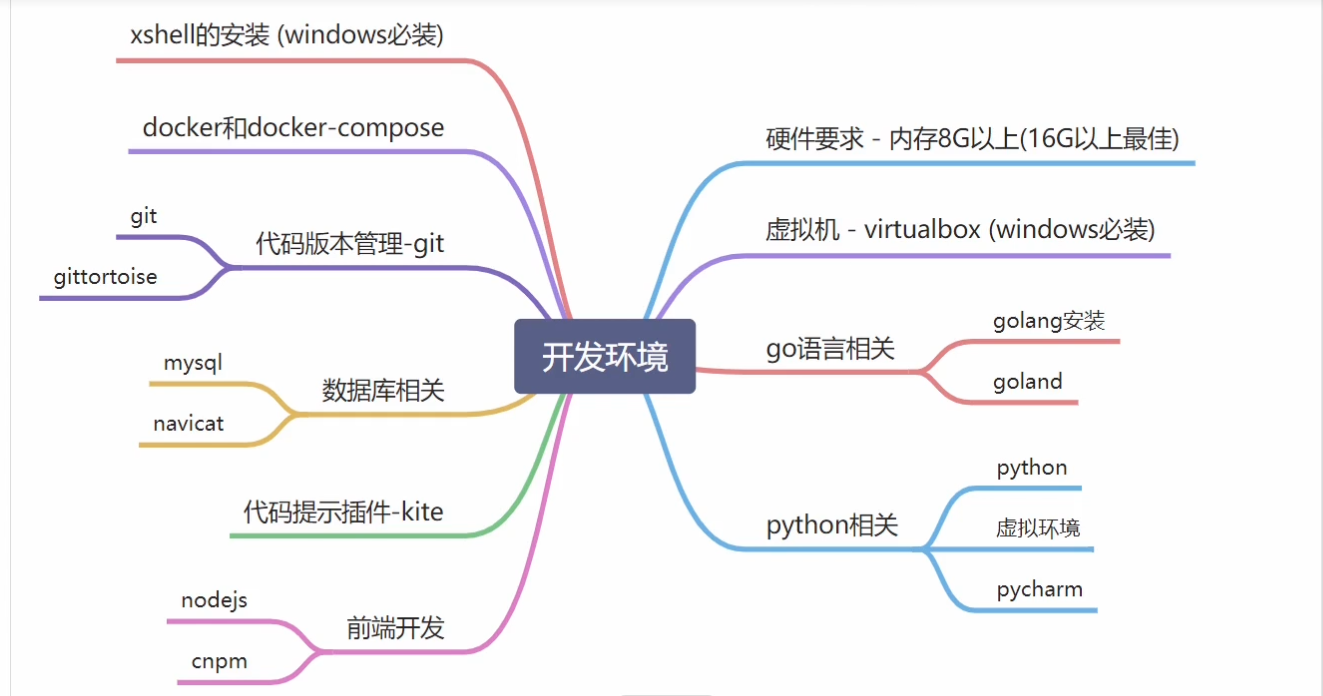 xshell的安装 (windows必装)
docker和docker-compose
git
gittortoise
代码版本管理-git
mysql
navicat
数据库相关
代码提示插件-kite
nodejs
cnpm
前端开发
开发环境
硬件要求 - 内存8G以上(16G以上最佳)
虚拟机 - virtualbox (windows必装)
go语言相关
golang安装
goland
python相关
python
虚拟环境
pycharm